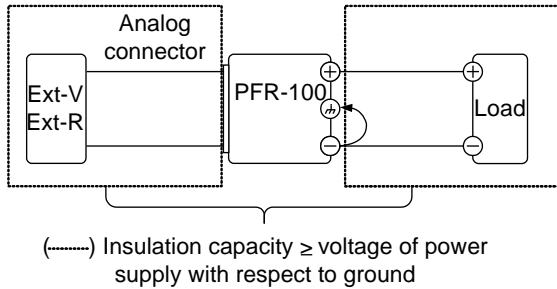 Analog
connector
Ext-V
Ext-R
PFR-100
+
-
+
-
Load
(--------) Insulation capacity ≥ voltage of power
supply with respect to ground